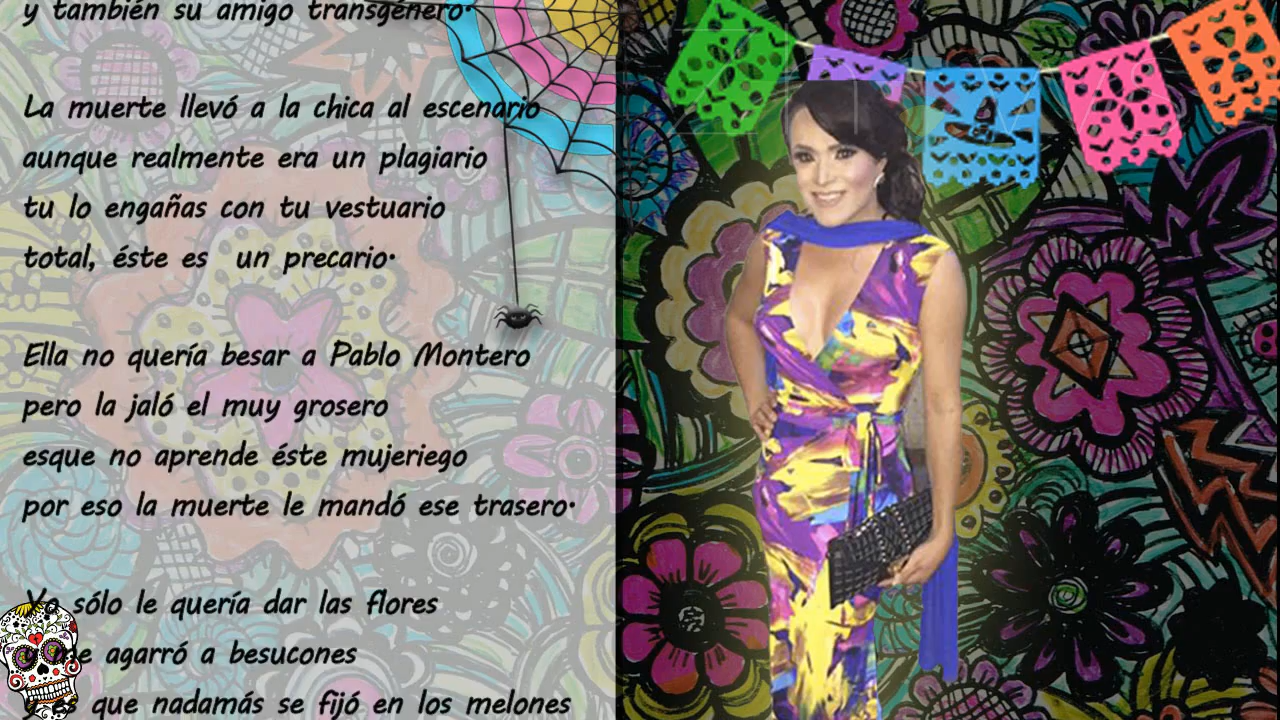 y también su amigo transgénero.
La muerte llevó a la chica al escenario
aunque realmente era un plagiario
tu lo engañas con tu vestuario
total, éste es un precario.
Ella no quería besar a Pablo Montero
pero la jaló el muy grosero
esque no aprende éste mujeriego
por eso la muerte le mandó ese trasero.
Yo sólo le quería dar las flores
y me agarró a besucones
que nadamás se fijó en los melones